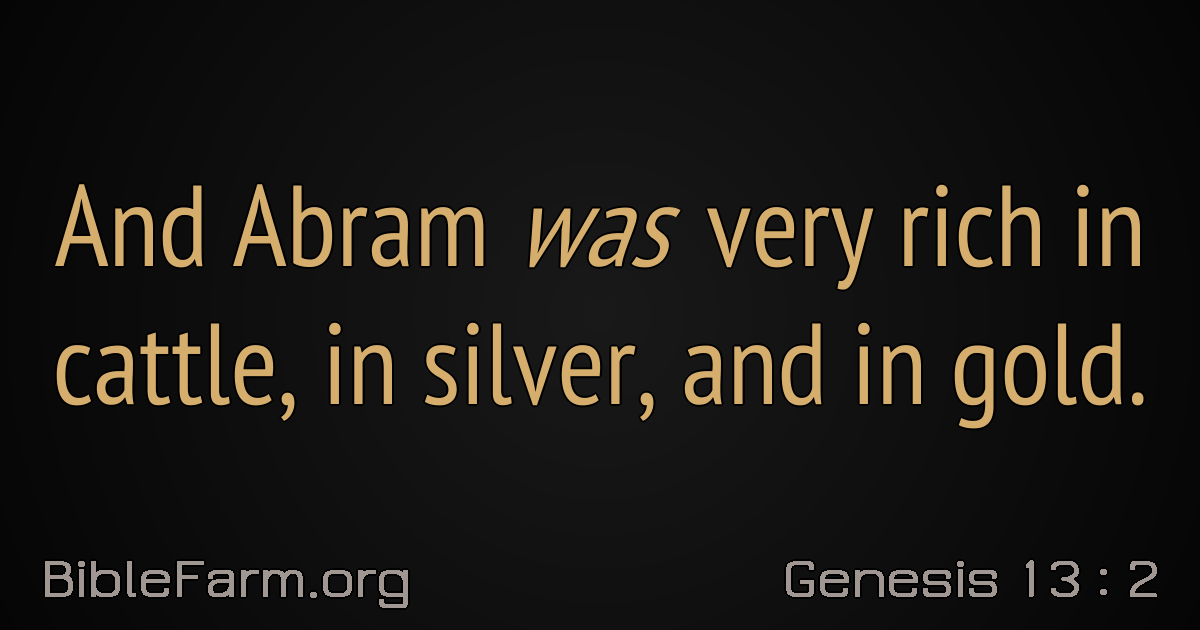 And Abram was very rich in
cattle, in silver, and in gold.
BibleFarm.org
Genesis 13 : 2